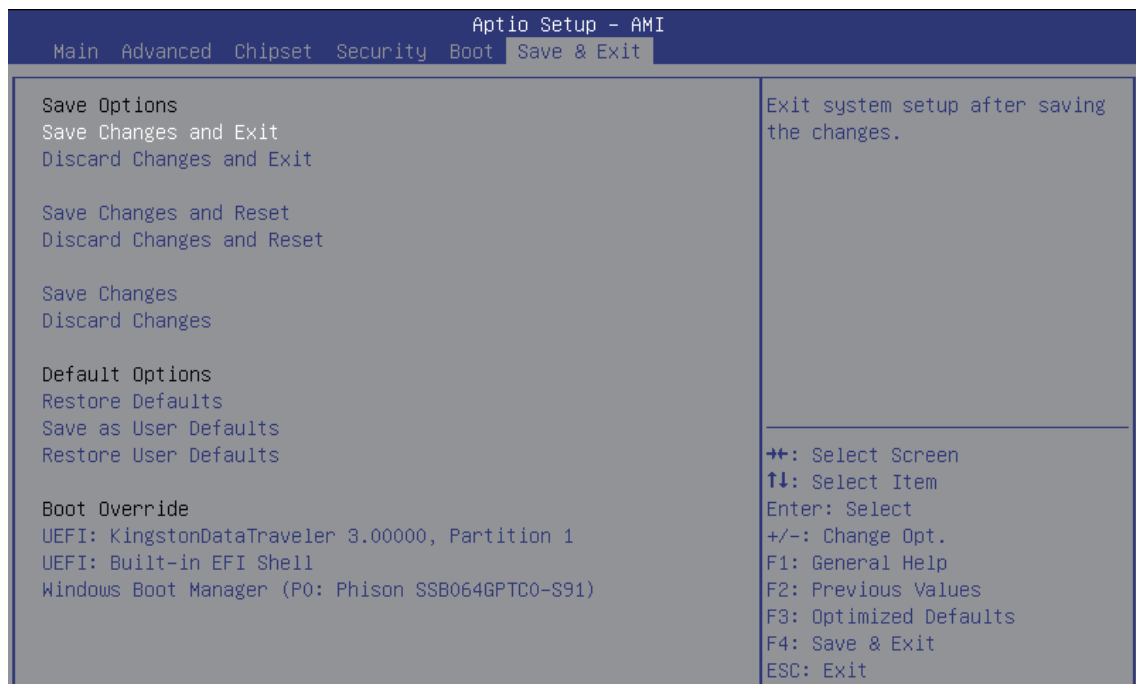 Aptio Setup – AMI
Main Advanced Chipset Security Boot Save & Exit
Save Options
Save Changes and Exit
Discard Changes and Exit
Save Changes and Reset
Discard Changes and Reset
Save Changes
Discard Changes
Default Options
Restore Defaults
Save as User Defaults
Restore User Defaults
Boot Override
UEFI: KingstonDataTraveler 3.00000, Partition 1
UEFI: Built-in EFI Shell
Windows Boot Manager (P0: Phison SSB064GPTC0-S91)
Exit system setup after saving
the changes.
→←: Select Screen
↑↓: Select Item
Enter: Select
+/-: Change Opt.
F1: General Help
F2: Previous Values
F3: Optimized Defaults
F4: Save & Exit
ESC: Exit